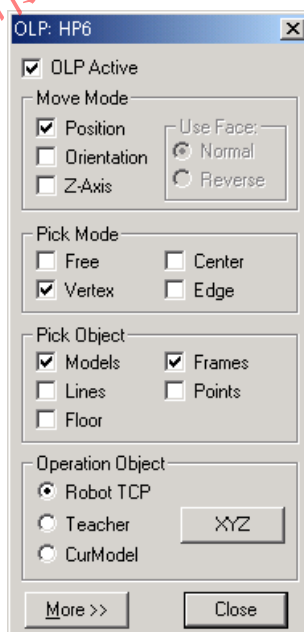 OLP: HP6
OLP Active
Move Mode
Position
Orientation
Z-Axis
Use Face:
Normal
Reverse
Pick Mode
Free Center
Vertex Edge
Pick Object
Models Frames
Lines Points
Floor
Operation Object
Robot TCP
Teacher XYZ
CurModel
More >> Close